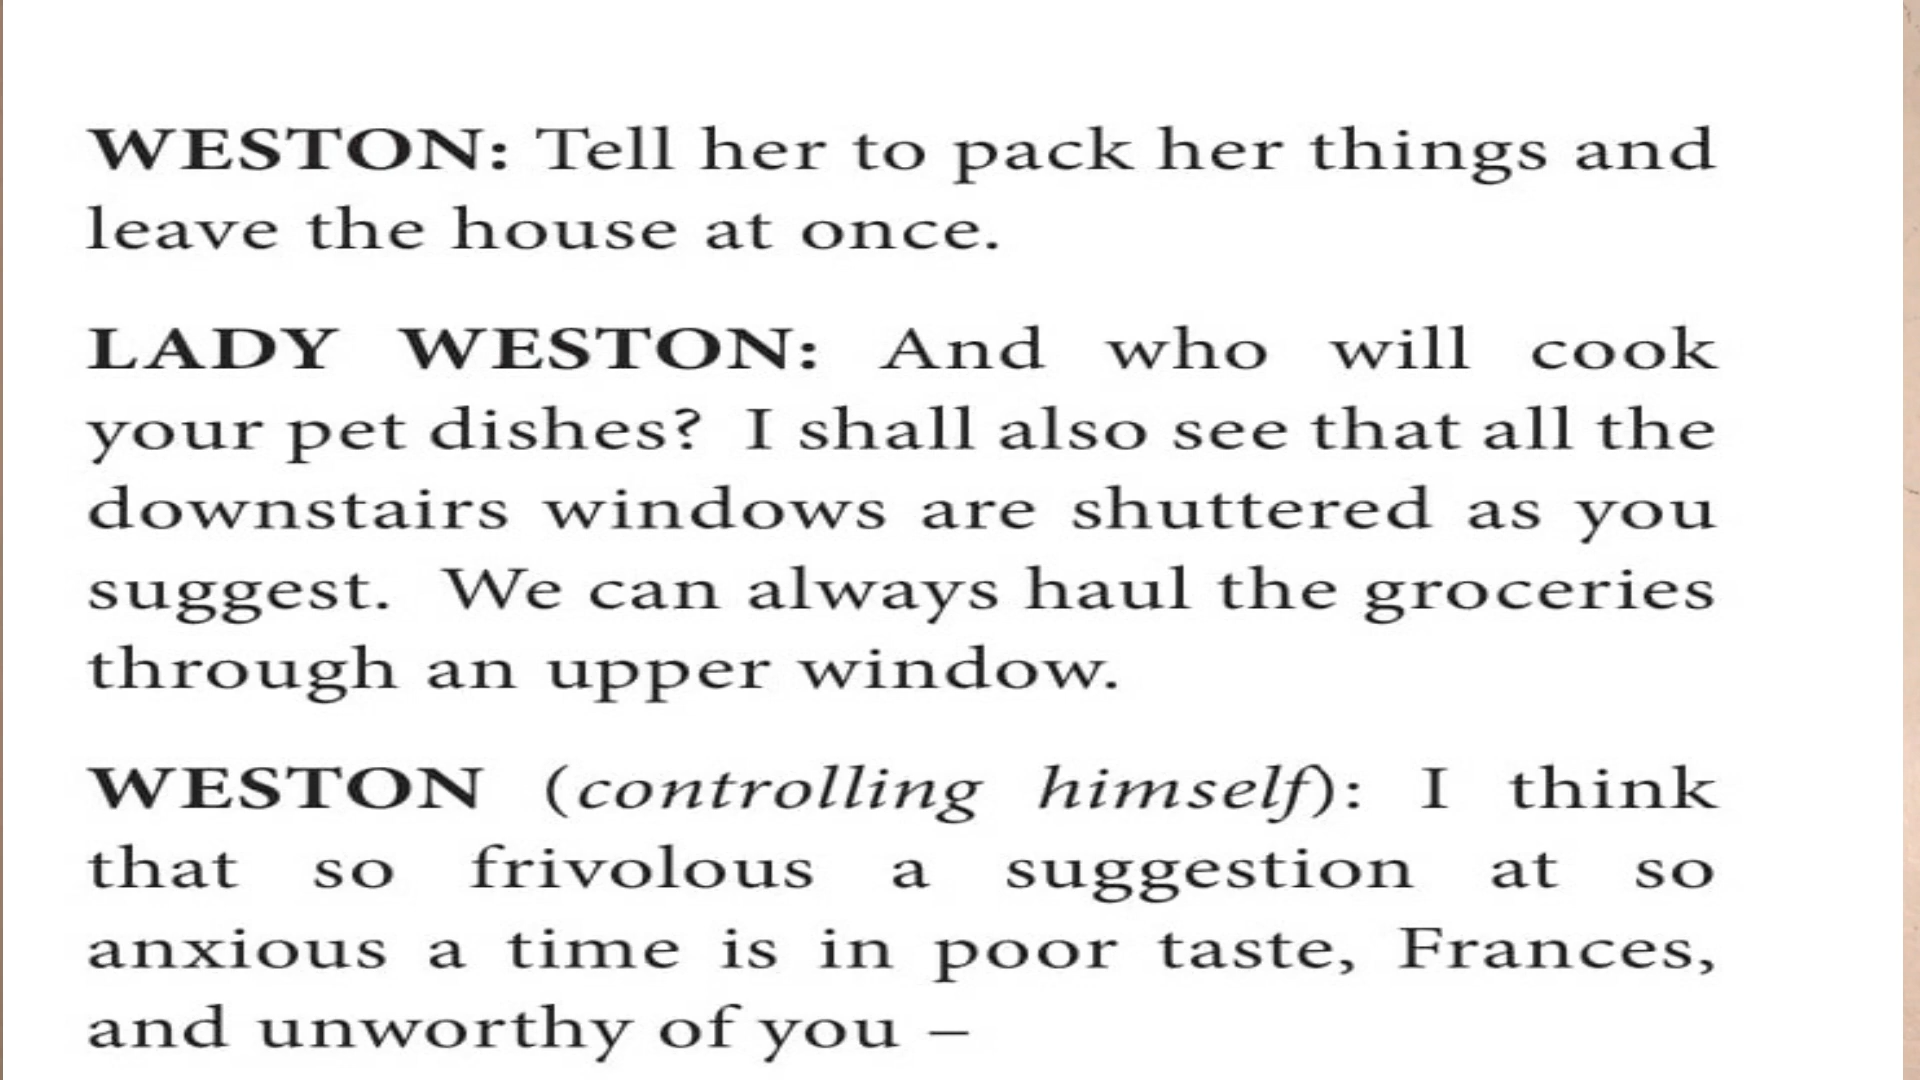 WESTON: Tell her to pack her things and
leave the house at once.
LADY WESTON: And who will cook
your pet dishes? I shall also see that all the
downstairs windows are shuttered as you
suggest. We can always haul the groceries
through an upper window.
WESTON (controlling himself): I think
that so frivolous a suggestion at so
anxious a time is in poor taste, Frances,
and unworthy of you –